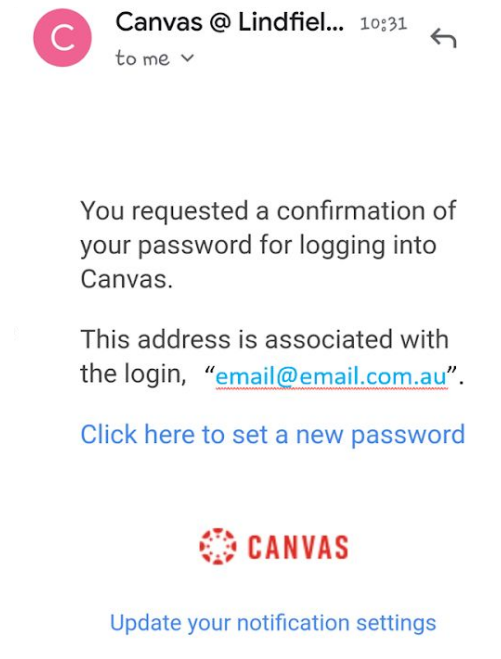 C
Canvas @ Lindfiel... 10:31
to me
You requested a confirmation of
your password for logging into
Canvas.
This address is associated with
the login, “email@email.com.au”.
Click here to set a new password
CANVAS
Update your notification settings